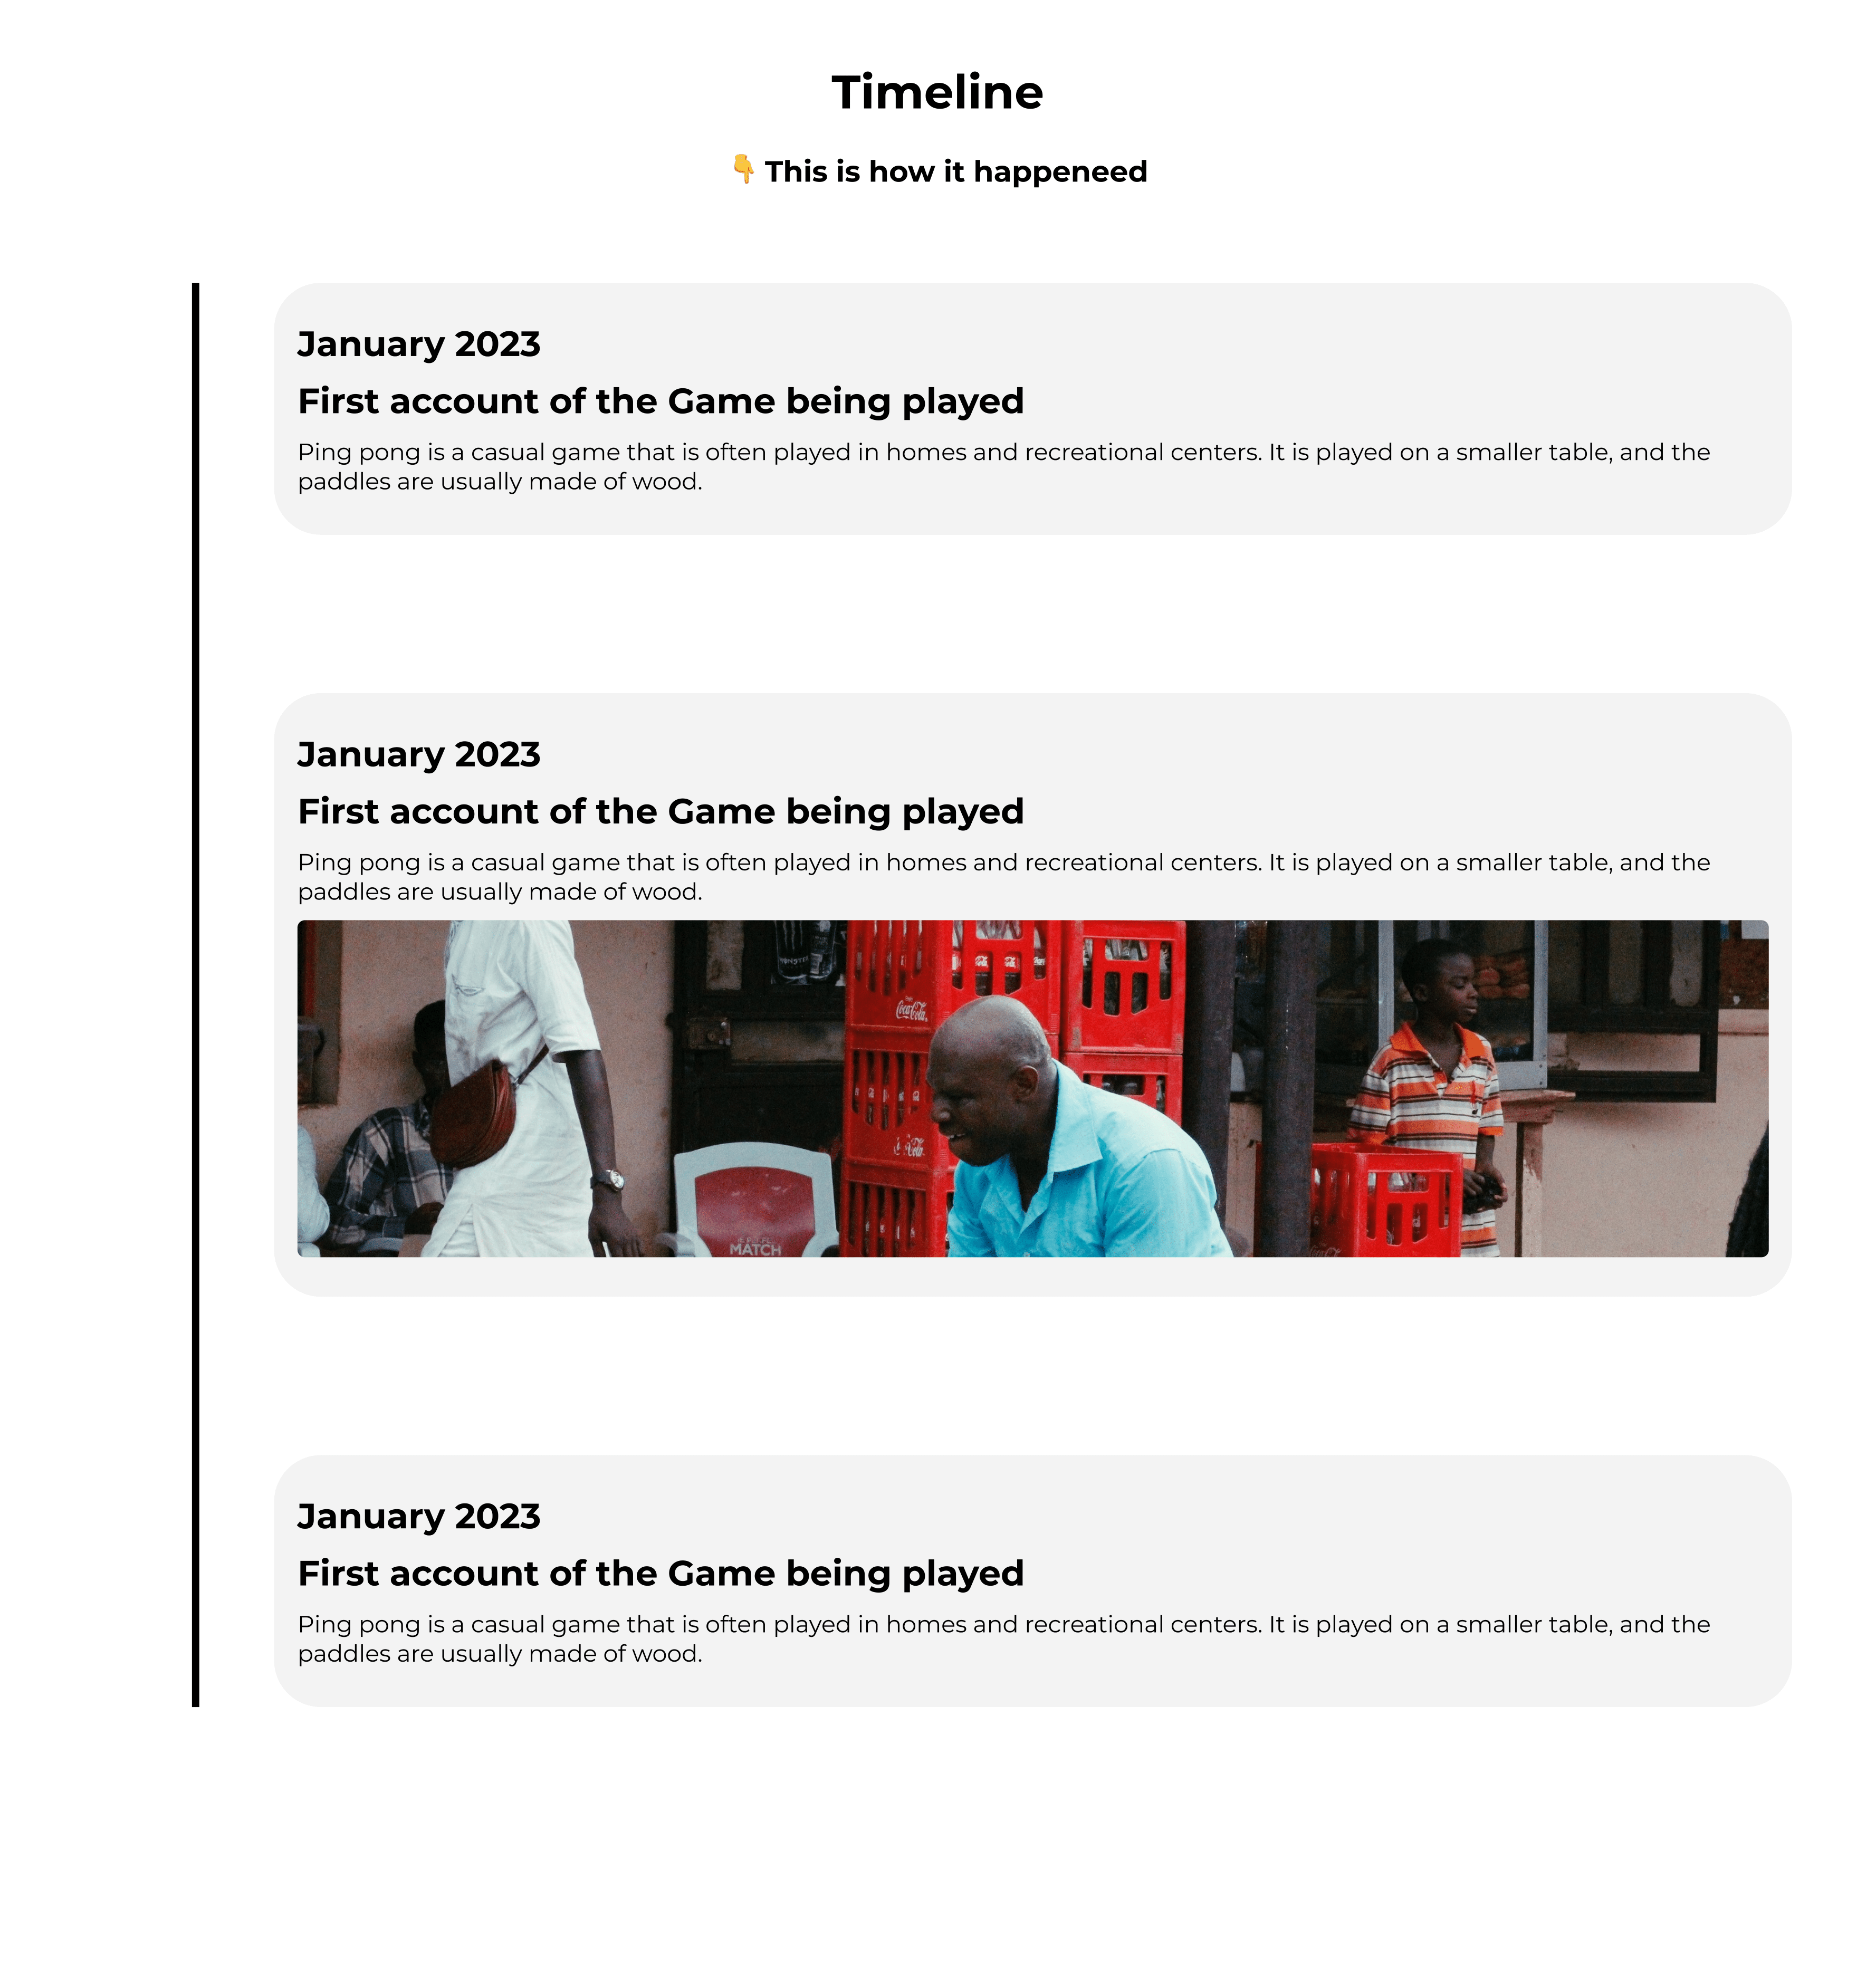 Timeline
👇 This is how it happeneed
January 2023
First account of the Game being played
Ping pong is a casual game that is often played in homes and recreational centers. It is played on a smaller table, and the
paddles are usually made of wood.
January 2023
First account of the Game being played
Ping pong is a casual game that is often played in homes and recreational centers. It is played on a smaller table, and the
paddles are usually made of wood.
MONSTER
Coca-Cola
MATCH
January 2023
First account of the Game being played
Ping pong is a casual game that is often played in homes and recreational centers. It is played on a smaller table, and the
paddles are usually made of wood.